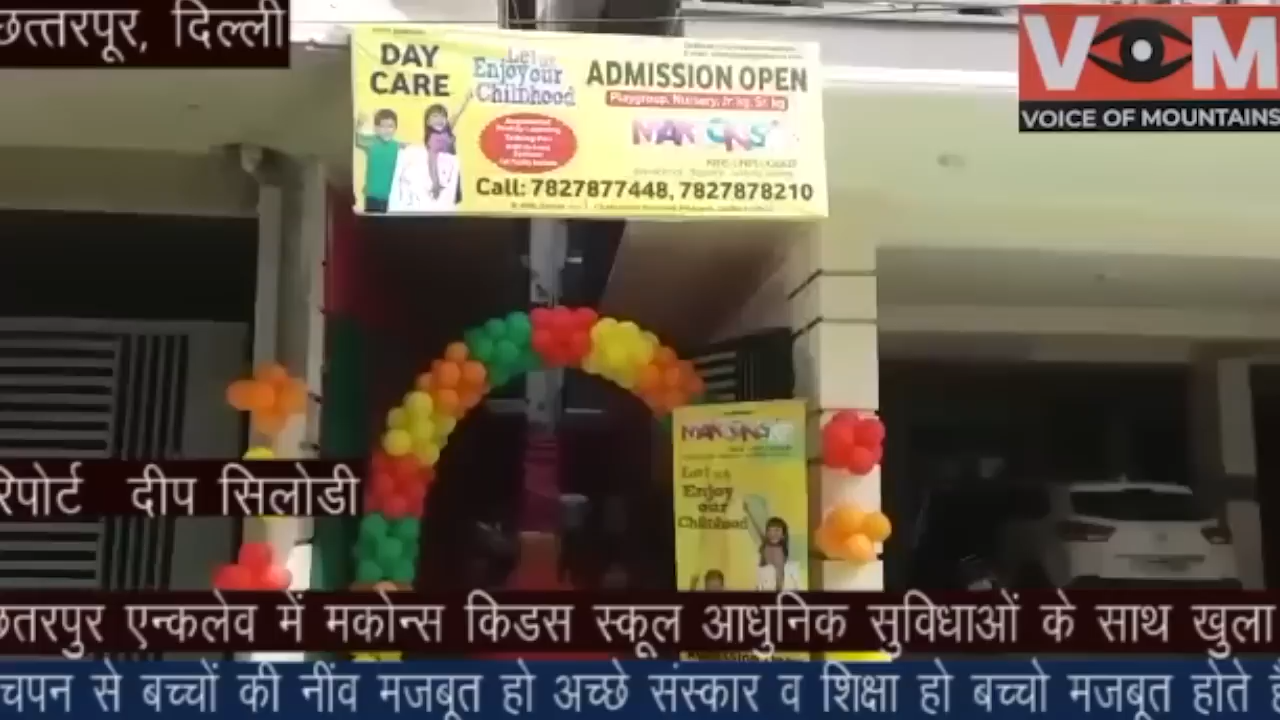 छत्तरपूर, दिल्ली
VOM
VOICE OF MOUNTAINS
DAY
CARE
Let us
Enjoy our
Childhood
ADMISSION OPEN
Playgroup, Nursery, Jr. kg, Sr. kg
Call: 7827877448, 7827878210
Let us
Enjoy
our
Childhood
रिपोर्ट दीप सिलोडी
छतरपुर एन्कलेव में मकोन्स किडस स्कूल आधुनिक सुविधाओं के साथ खुला
से बच्चों की नींव मजबूत हो अच्छे संस्कार व शिक्षा हो बच्चो मजबूत होते